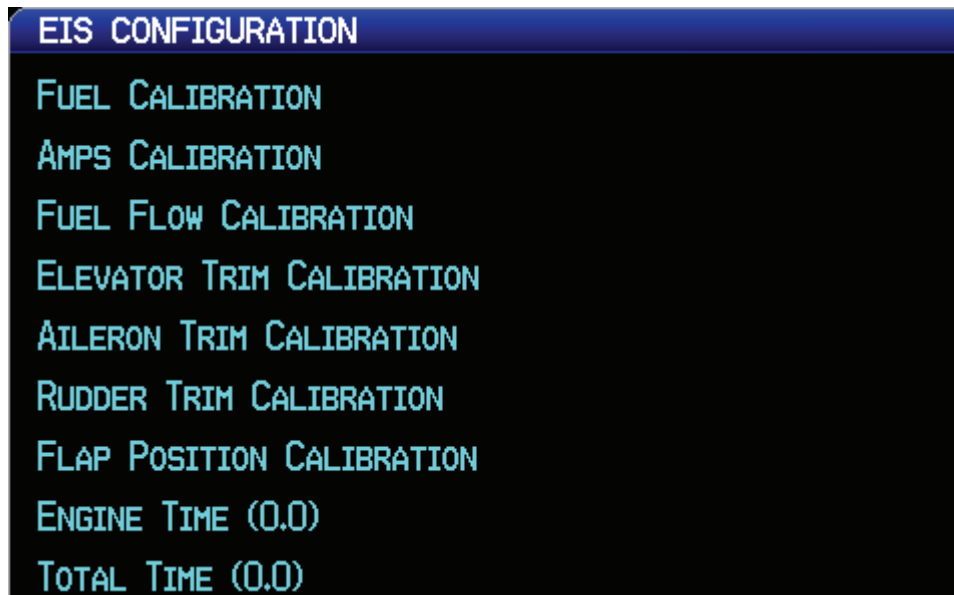 EIS CONFIGURATION
FUEL CALIBRATION
AMPS CALIBRATION
FUEL FLOW CALIBRATION
ELEVATOR TRIM CALIBRATION
AILERON TRIM CALIBRATION
RUDDER TRIM CALIBRATION
FLAP POSITION CALIBRATION
ENGINE TIME (0.0)
TOTAL TIME (0.0)